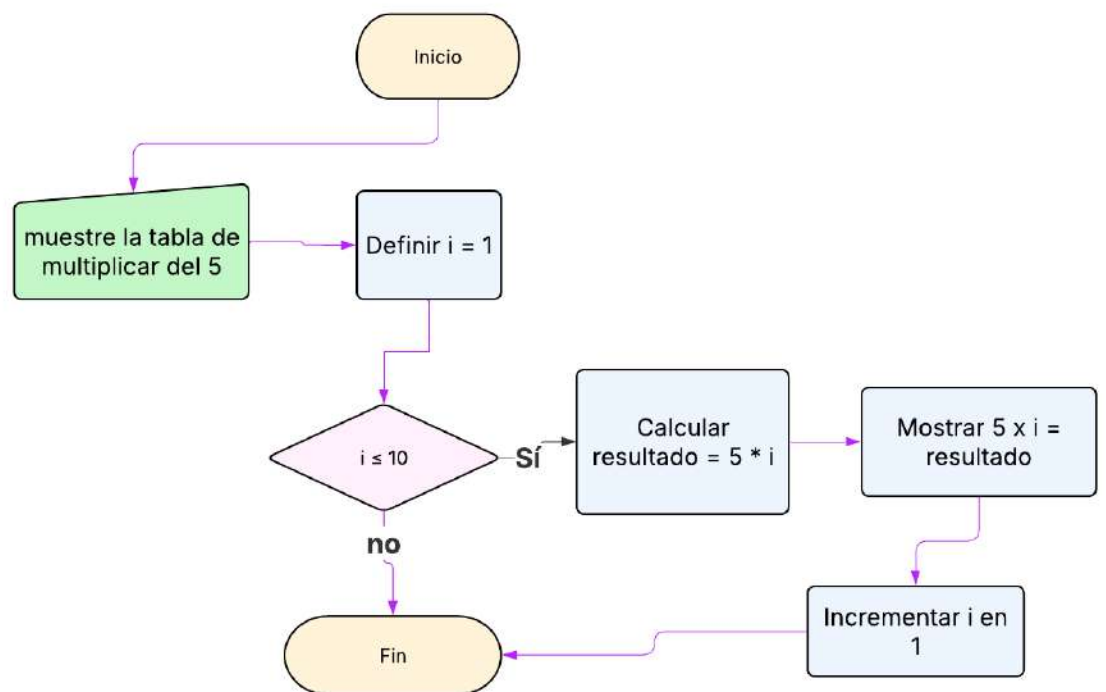 Inicio
muestre la tabla de
multiplicar del 5
Definir i = 1
i ≤ 10
Sí
Calcular
resultado = 5 * i
Mostrar 5 x i =
resultado
no
Incrementar i en
1
Fin